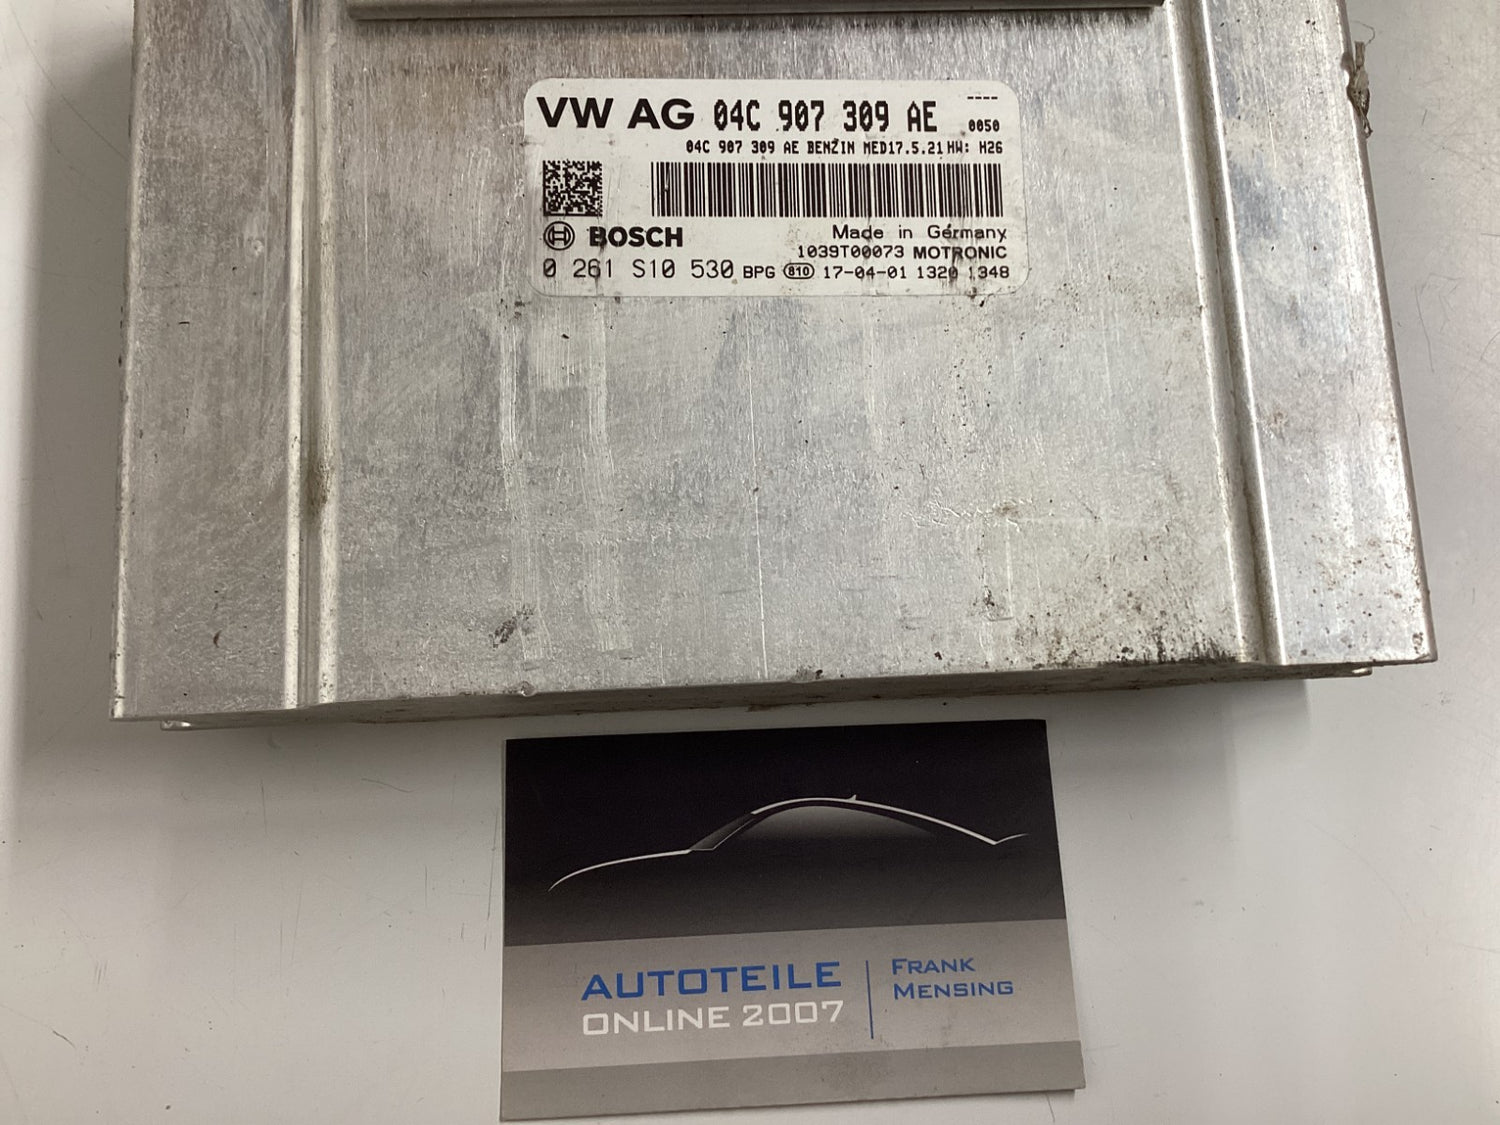 VW AG 04C 907 309 AE ----
0050
04C 907 309 AE BENZIN MED17.5.21 HW: H26
BOSCH
Made in Germany
1039T00073 MOTRONIC
0 261 S10 530 BPG 810 17-04-01 1320 1348
AUTOTEILE
ONLINE 2007
FRANK
MENSING